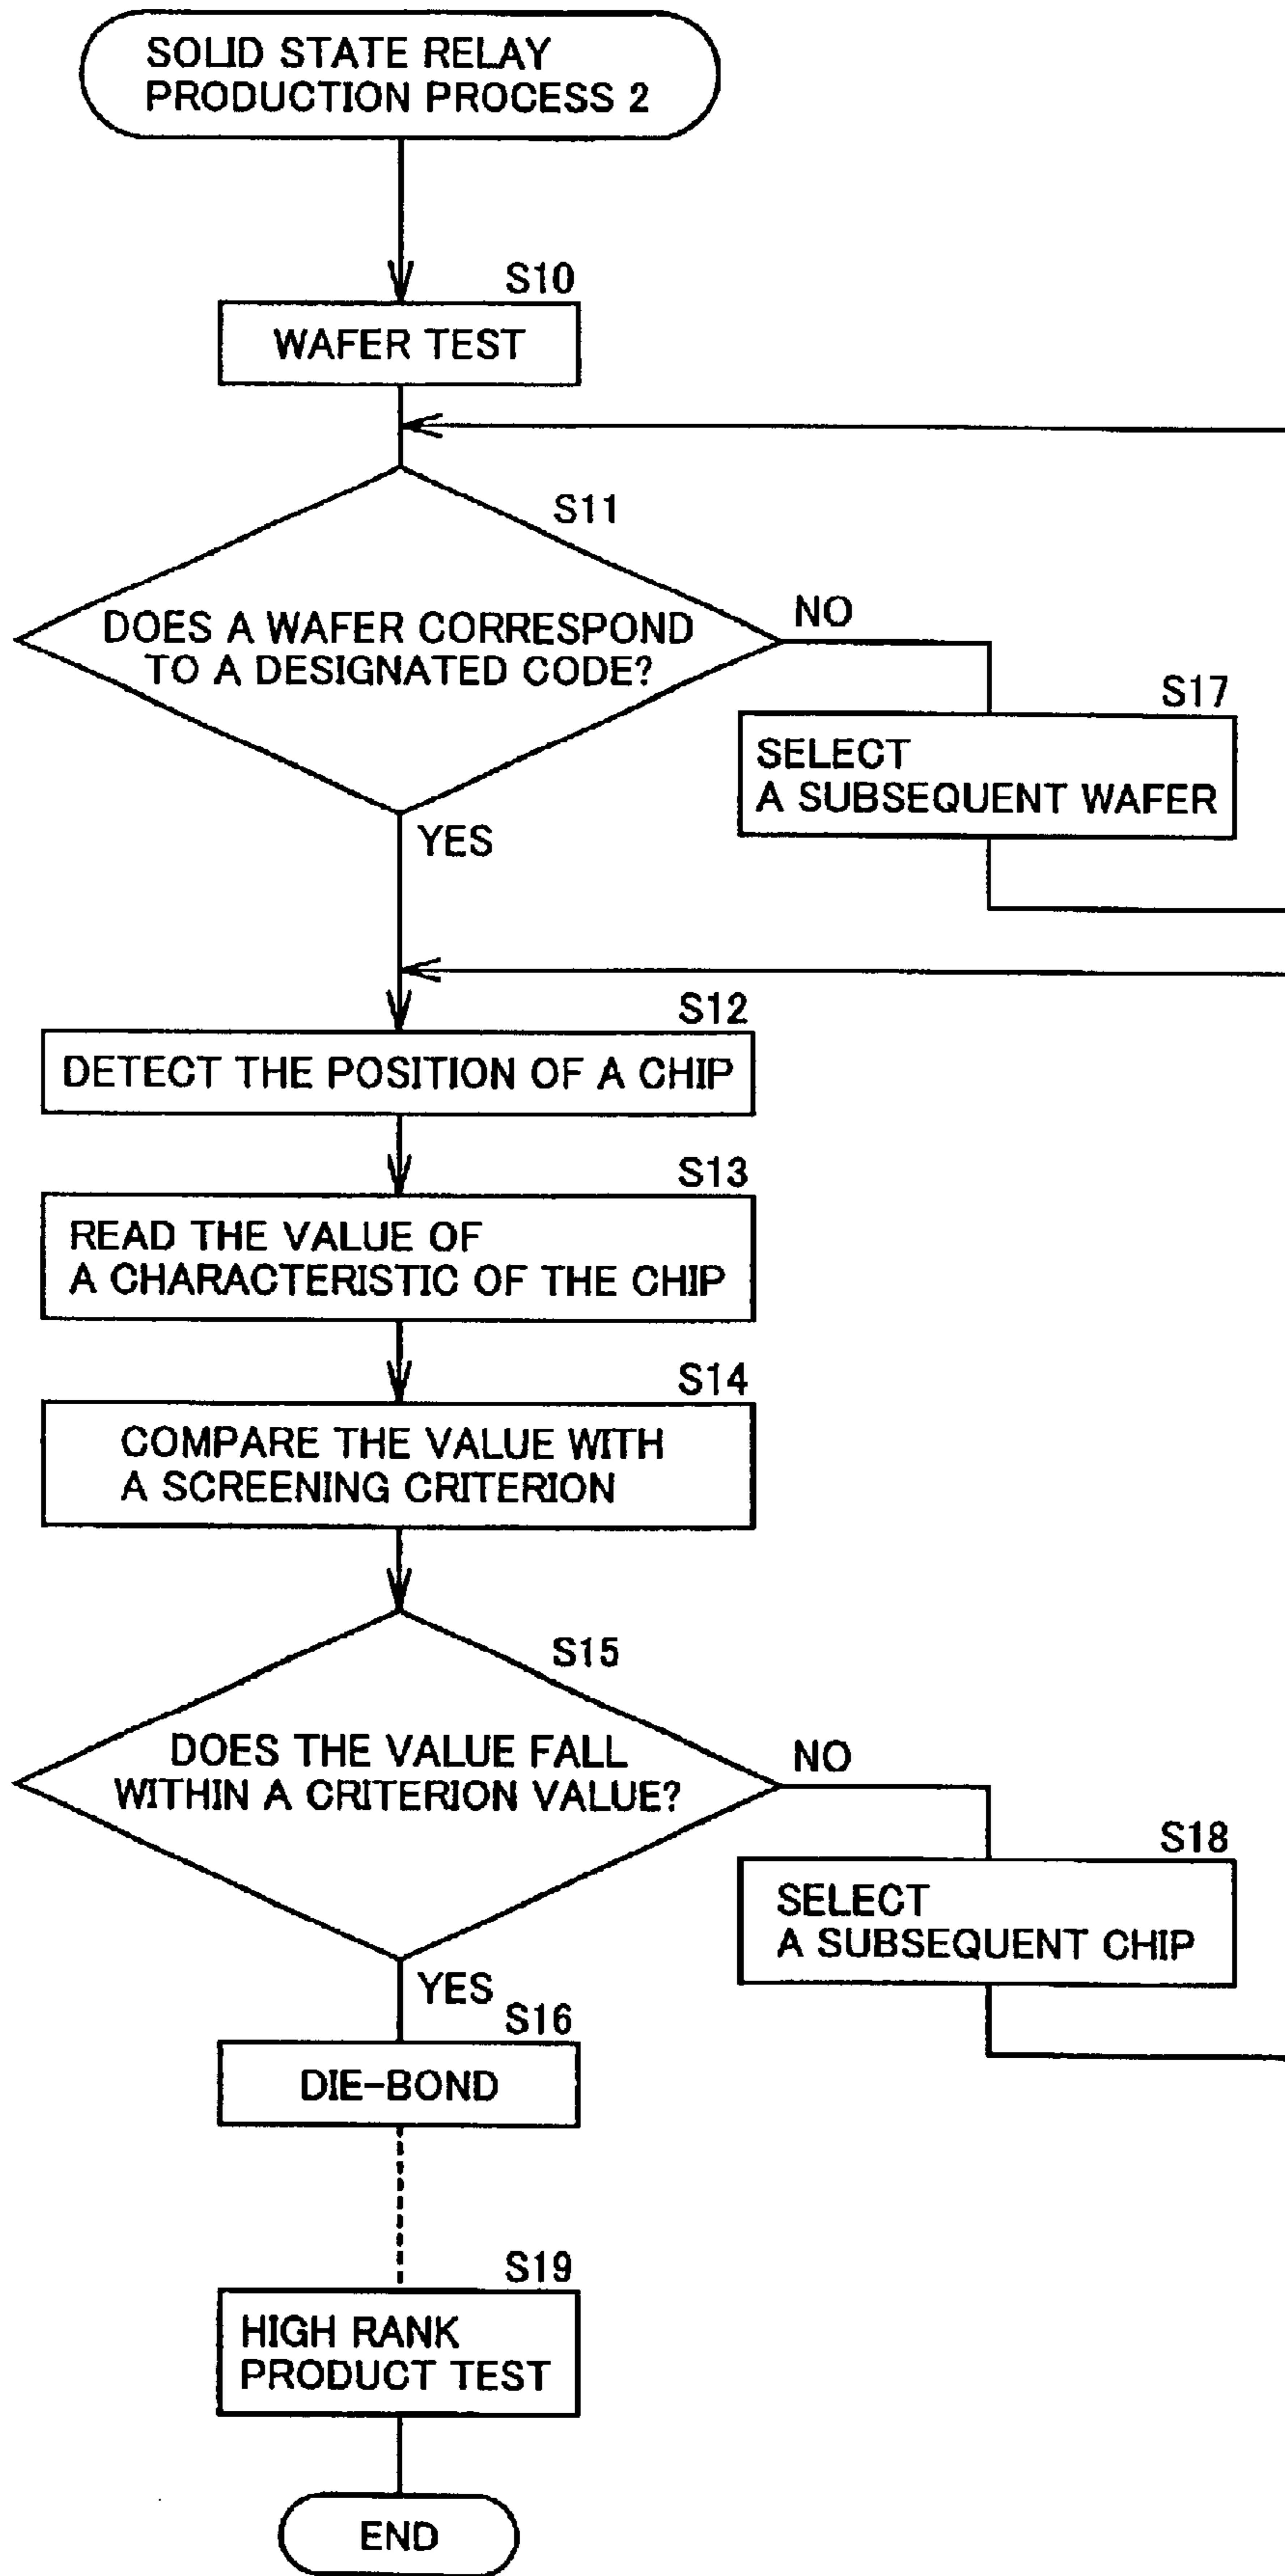 SOLID STATE RELAY
PRODUCTION PROCESS 2
S10
WAFER TEST
S11
DOES A WAFER CORRESPOND
TO A DESIGNATED CODE?
NO
S17
SELECT
A SUBSEQUENT WAFER
YES
S12
DETECT THE POSITION OF A CHIP
S13
READ THE VALUE OF
A CHARACTERISTIC OF THE CHIP
S14
COMPARE THE VALUE WITH
A SCREENING CRITERION
S15
DOES THE VALUE FALL
WITHIN A CRITERION VALUE?
NO
S18
SELECT
A SUBSEQUENT CHIP
YES
S16
DIE-BOND
S19
HIGH RANK
PRODUCT TEST
END